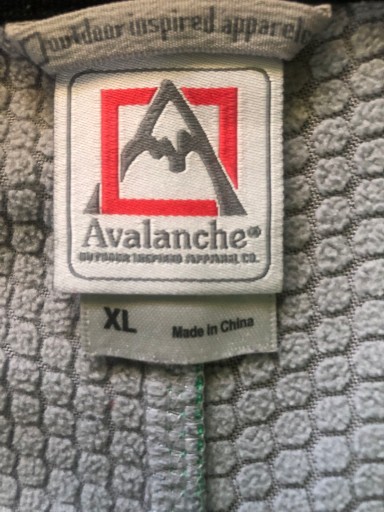 outdoor inspired apparel
Avalanche®
OUTDOOR INSPIRED APPAREL CO.
XL
Made in China